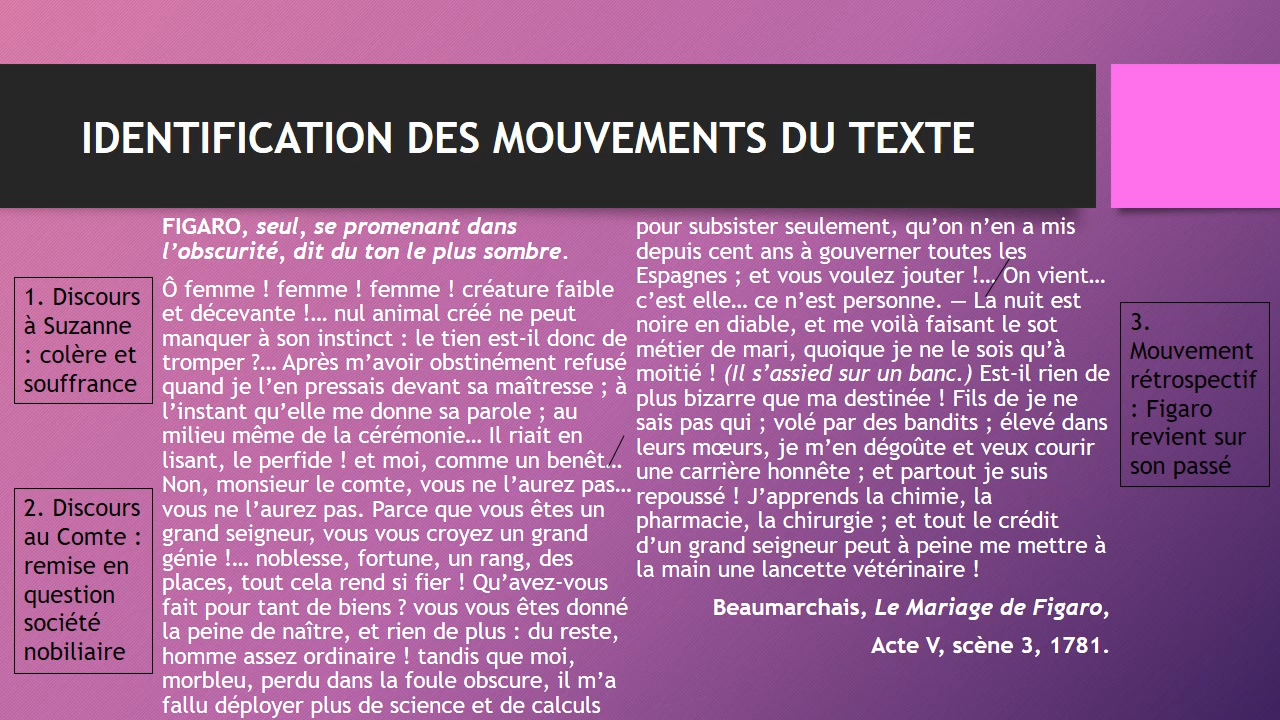 IDENTIFICATION DES MOUVEMENTS DU TEXTE
1. Discours
à Suzanne
: colère et
souffrance
2. Discours
au Comte :
remise en
question
société
nobiliaire
FIGARO, seul, se promenant dans
l’obscurité, dit du ton le plus sombre.
Ô femme ! femme ! femme ! créature faible
et décevante !… nul animal créé ne peut
manquer à son instinct : le tien est-il donc de
tromper ?… Après m’avoir obstinément refusé
quand je l’en pressais devant sa maîtresse ; à
l’instant qu’elle me donne sa parole ; au
milieu même de la cérémonie… Il riait en
lisant, le perfide ! et moi, comme un benêt…
Non, monsieur le comte, vous ne l’aurez pas…
vous ne l’aurez pas. Parce que vous êtes un
grand seigneur, vous vous croyez un grand
génie !… noblesse, fortune, un rang, des
places, tout cela rend si fier ! Qu’avez-vous
fait pour tant de biens ? vous vous êtes donné
la peine de naître, et rien de plus : du reste,
homme assez ordinaire ! tandis que moi,
morbleu, perdu dans la foule obscure, il m’a
fallu déployer plus de science et de calculs
pour subsister seulement, qu’on n’en a mis
depuis cent ans à gouverner toutes les
Espagnes ; et vous voulez jouter !… On vient…
c’est elle… ce n’est personne. — La nuit est
noire en diable, et me voilà faisant le sot
métier de mari, quoique je ne le sois qu’à
moitié ! (Il s’assied sur un banc.) Est-il rien de
plus bizarre que ma destinée ! Fils de je ne
sais pas qui ; volé par des bandits ; élevé dans
leurs mœurs, je m’en dégoûte et veux courir
une carrière honnête ; et partout je suis
repoussé ! J’apprends la chimie, la
pharmacie, la chirurgie ; et tout le crédit
d’un grand seigneur peut à peine me mettre à
la main une lancette vétérinaire !
Beaumarchais, Le Mariage de Figaro,
Acte V, scène 3, 1781.
3.
Mouvement
rétrospectif
: Figaro
revient sur
son passé